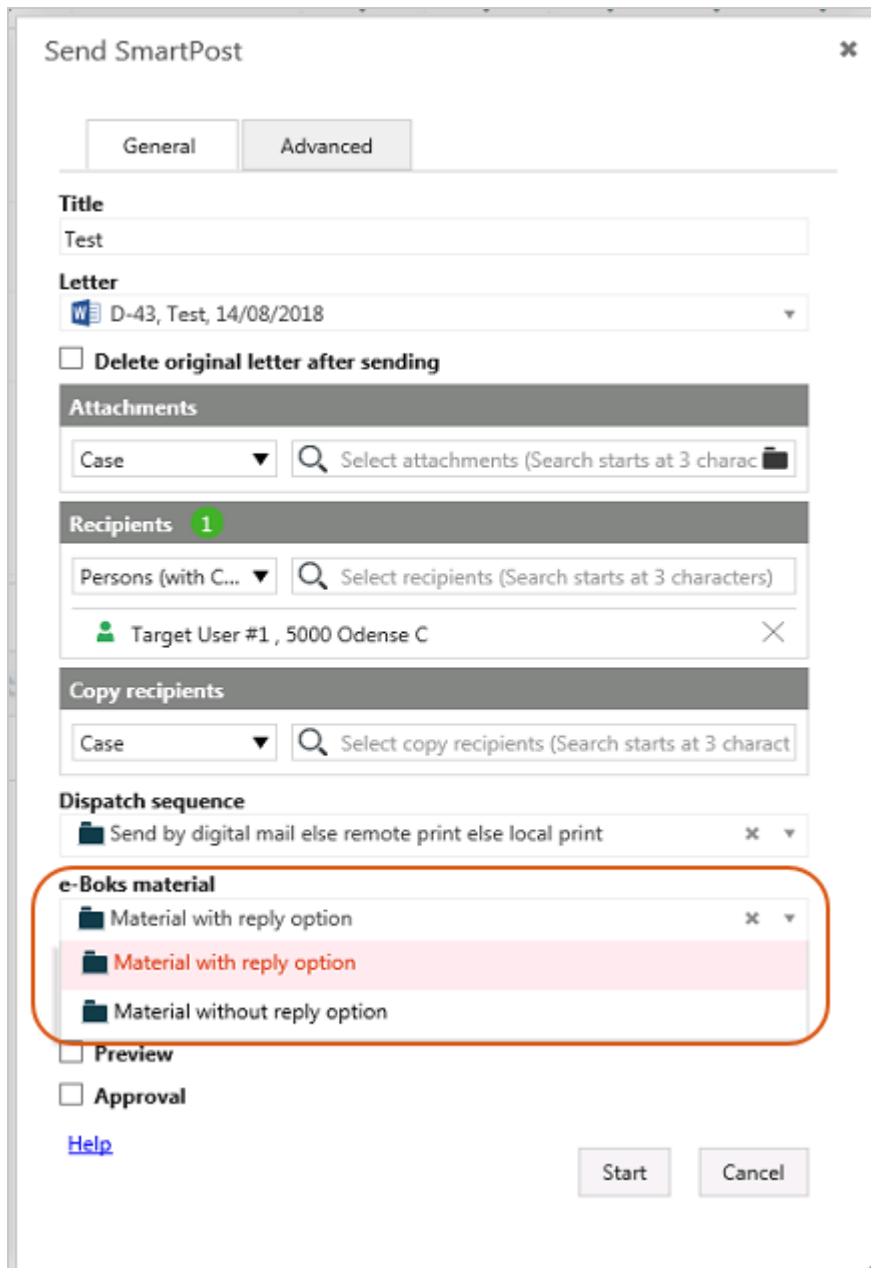 Send SmartPost
General Advanced
Title
Test
Letter
D-43, Test, 14/08/2018
Delete original letter after sending
Attachments
Case Select attachments (Search starts at 3 charac
Recipients 1
Persons (with C... Select recipients (Search starts at 3 characters)
Target User #1 , 5000 Odense C
Copy recipients
Case Select copy recipients (Search starts at 3 charact
Dispatch sequence
Send by digital mail else remote print else local print
e-Boks material
Material with reply option
Material with reply option
Material without reply option
Preview
Approval
Help
Start Cancel